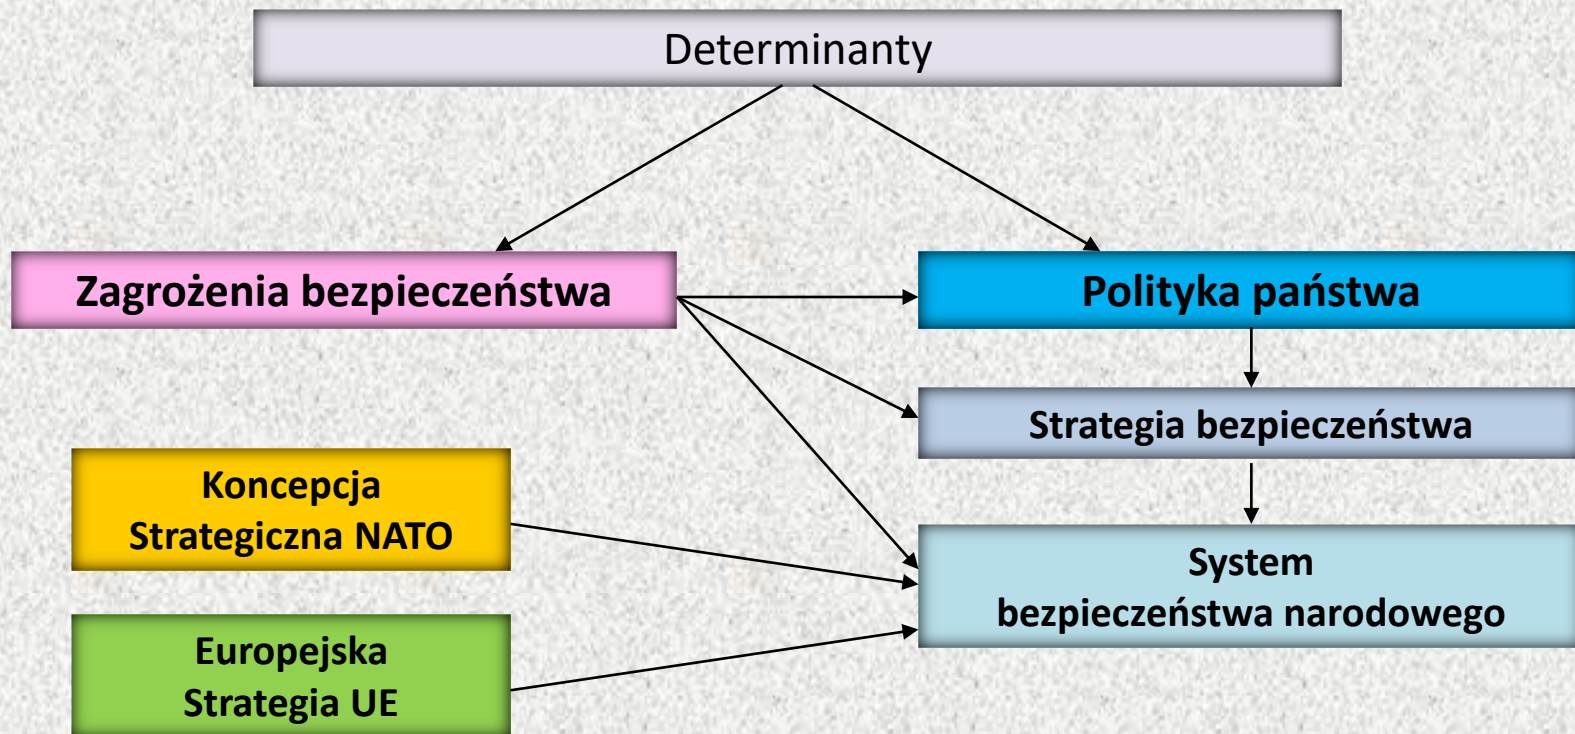 Determinanty
Zagrożenia bezpieczeństwa
Polityka państwa
Strategia bezpieczeństwa
Koncepcja
Strategiczna NATO
System
bezpieczeństwa narodowego
Europejska
Strategia UE